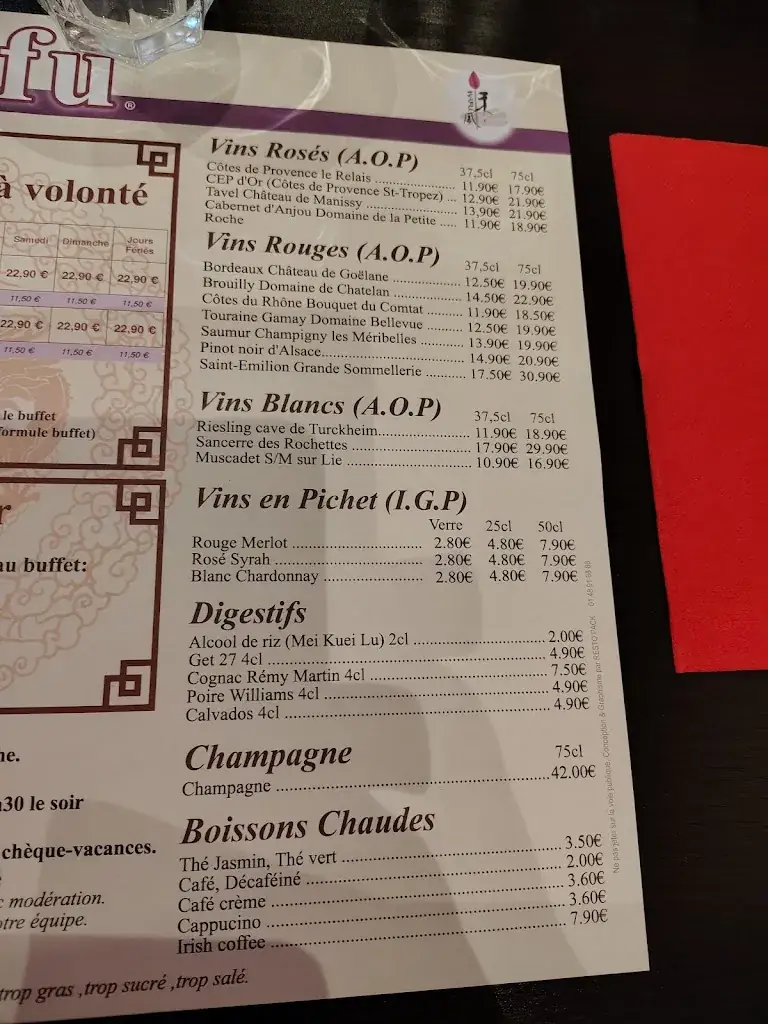 fu®
à volonté
Samedi Dimanche Jours Fériés
22,90 € 22,90 € 22,90 €
11,50 € 11,50 € 11,50 €
22,90 € 22,90 € 22,90 €
11,50 € 11,50 € 11,50 €
le buffet
formule buffet)
r
au buffet:
ne.
h30 le soir
chèque-vacances.
c modération.
otre équipe.
trop gras ,trop sucré ,trop salé.
Vins Rosés (A.O.P) 37,5cl 75cl
Côtes de Provence le Relais .................... 11.90€ 17.90€
CEP d'Or (Côtes de Provence St-Tropez) ... 12.90€ 21.90€
Tavel Château de Manissy ...................... 13,90€ 21.90€
Cabernet d'Anjou Domaine de la Petite ..... 11.90€ 18.90€
Roche
Vins Rouges (A.O.P) 37,5cl 75cl
Bordeaux Château de Goëlane ................. 12.50€ 19.90€
Brouilly Domaine de Chatelan ................. 14.50€ 22.90€
Côtes du Rhône Bouquet du Comtat ......... 11.90€ 18.50€
Touraine Gamay Domaine Bellevue ......... 12.50€ 19.90€
Saumur Champigny les Méribelles ........... 13.90€ 19.90€
Pinot noir d'Alsace.................................... 14.90€ 20.90€
Saint-Emilion Grande Sommellerie .......... 17.50€ 30.90€
Vins Blancs (A.O.P) 37,5cl 75cl
Riesling cave de Turckheim....................... 11.90€ 18.90€
Sancerre des Rochettes .............................. 17.90€ 29.90€
Muscadet S/M sur Lie ............................... 10.90€ 16.90€
Vins en Pichet (I.G.P)
Verre 25cl 50cl
Rouge Merlot ................................ 2.80€ 4.80€ 7.90€
Rosé Syrah .................................... 2.80€ 4.80€ 7.90€
Blanc Chardonnay ......................... 2.80€ 4.80€ 7.90€
Digestifs
Alcool de riz (Mei Kuei Lu) 2cl ................................ 2.00€
Get 27 4cl .................................................................. 4.90€
Cognac Rémy Martin 4cl ........................................... 7.50€
Poire Williams 4cl ..................................................... 4.90€
Calvados 4cl .............................................................. 4.90€
Champagne 75cl
Champagne ................................................................ 42.00€
Boissons Chaudes
Thé Jasmin, Thé vert .................................................. 3.50€
Café, Décaféiné .......................................................... 2.00€
Café crème .................................................................. 3.60€
Cappucino ................................................................... 3.60€
Irish coffee .................................................................. 7.90€
Ne pas jeter sur la voie publique. Conception & Graphisme par RESTO'PACK